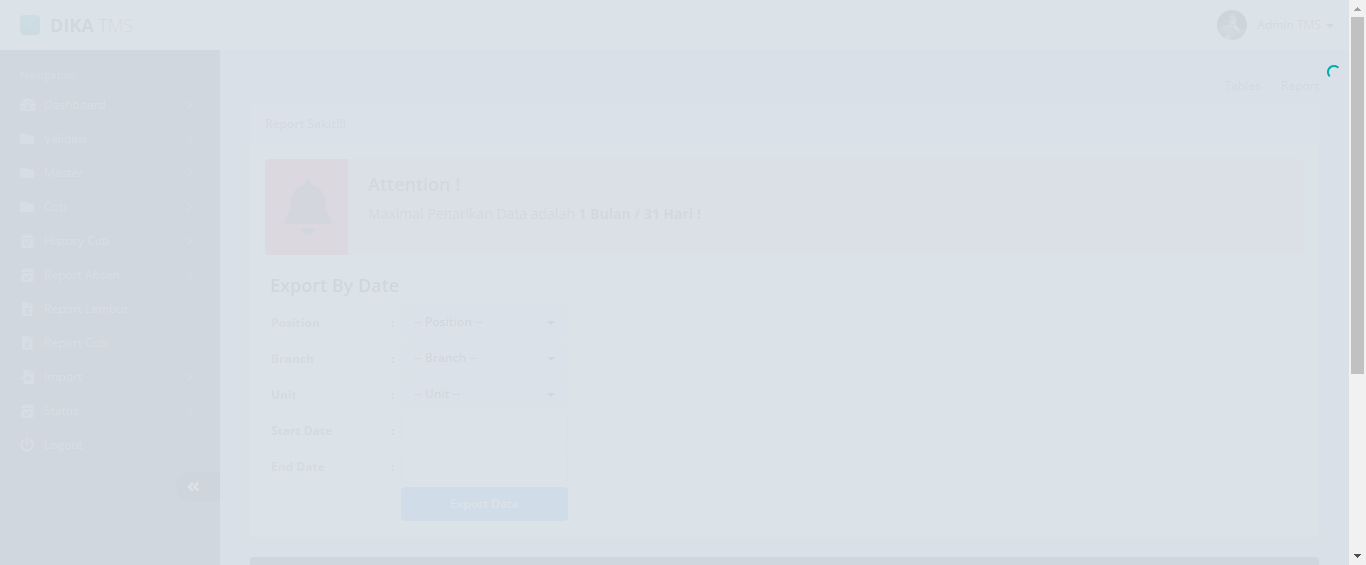 DIKA TMS
Admin TMS
Navigation
Tables Report
Dashboard
Report Sakit!!!
Validasi
Master
Attention !
Cuti
Maximal Penarikan Data adalah 1 Bulan / 31 Hari !
History Cuti
Report Absen
Export By Date
Report Lembur
Position : -- Position --
Report Cuti
Branch : -- Branch --
Import
Unit : -- Unit --
Status
Start Date :
Logout
End Date :
Export Data